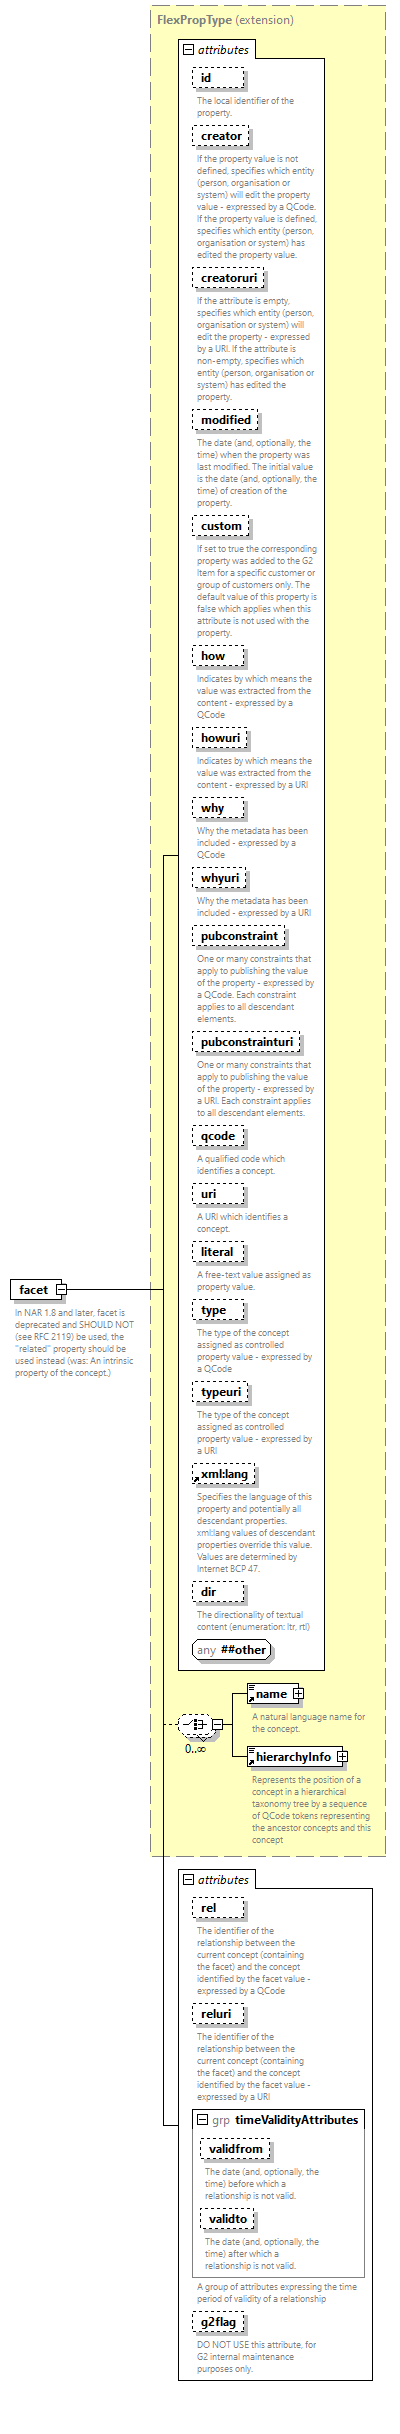 FlexPropType (extension)
attributes
id
The local identifier of the
property.
creator
If the property value is not
defined, specifies which entity
(person, organisation or
system) will edit the property
value - expressed by a QCode.
If the property value is defined,
specifies which entity (person,
organisation or system) has
edited the property value.
creatoruri
If the attribute is empty,
specifies which entity (person,
organisation or system) will
edit the property - expressed
by a URI. If the attribute is
non-empty, specifies which
entity (person, organisation or
system) has edited the
property.
modified
The date (and, optionally, the
time) when the property was
last modified. The initial value
is the date (and, optionally, the
time) of creation of the
property.
custom
If set to true the corresponding
property was added to the G2
Item for a specific customer or
group of customers only. The
default value of this property is
false which applies when this
attribute is not used with the
property.
how
Indicates by which means the
value was extracted from the
content - expressed by a
QCode
howuri
Indicates by which means the
value was extracted from the
content - expressed by a URI
why
Why the metadata has been
included - expressed by a
QCode
whyuri
Why the metadata has been
included - expressed by a URI
pubconstraint
One or many constraints that
apply to publishing the value
of the property - expressed by
a QCode. Each constraint
applies to all descendant
elements.
pubconstrainturi
One or many constraints that
apply to publishing the value
of the property - expressed by
a URI. Each constraint applies
to all descendant elements.
qcode
A qualified code which
identifies a concept.
uri
A URI which identifies a
concept.
literal
A free-text value assigned as
property value.
type
The type of the concept
assigned as controlled
property value - expressed by
a QCode
typeuri
The type of the concept
assigned as controlled
property value - expressed by
a URI
xml:lang
Specifies the language of this
property and potentially all
descendant properties.
xml:lang values of descendant
properties override this value.
Values are determined by
Internet BCP 47.
dir
The directionality of textual
content (enumeration: ltr, rtl)
any ##other
facet
In NAR 1.8 and later, facet is
deprecated and SHOULD NOT
(see RFC 2119) be used, the
"related" property should be
used instead (was: An intrinsic
property of the concept.)
0..∞
name
A natural language name for
the concept.
hierarchyInfo
Represents the position of a
concept in a hierarchical
taxonomy tree by a sequence
of QCode tokens representing
the ancestor concepts and this
concept
attributes
rel
The identifier of the
relationship between the
current concept (containing
the facet) and the concept
identified by the facet value -
expressed by a QCode
reluri
The identifier of the
relationship between the
current concept (containing
the facet) and the concept
identified by the facet value -
expressed by a URI
grp timeValidityAttributes
validfrom
The date (and, optionally, the
time) before which a
relationship is not valid.
validto
The date (and, optionally, the
time) after which a
relationship is not valid.
A group of attributes expressing the time
period of validity of a relationship
g2flag
DO NOT USE this attribute, for
G2 internal maintenance
purposes only.